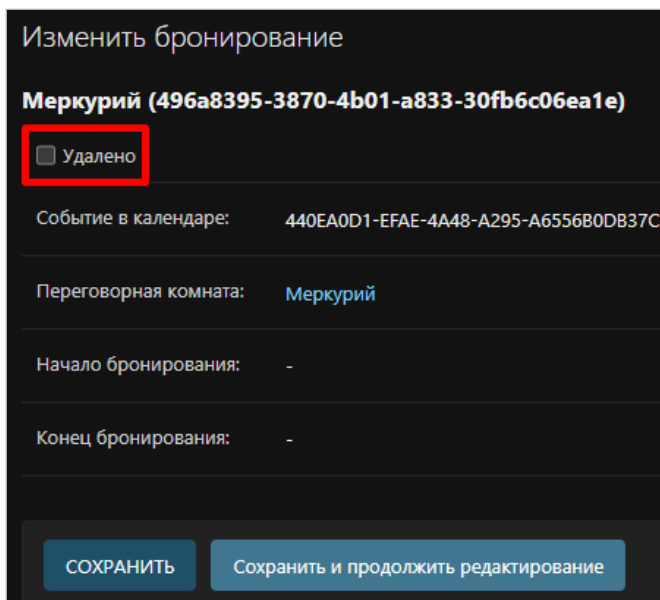 Изменить бронирование
Меркурий (496a8395-3870-4b01-a833-30fb6c06ea1e)
Удалено
Событие в календаре: 440EA0D1-EFAE-4A48-A295-A6556B0DB37C
Переговорная комната: Меркурий
Начало бронирования: -
Конец бронирования: -
СОХРАНИТЬ Сохранить и продолжить редактирование